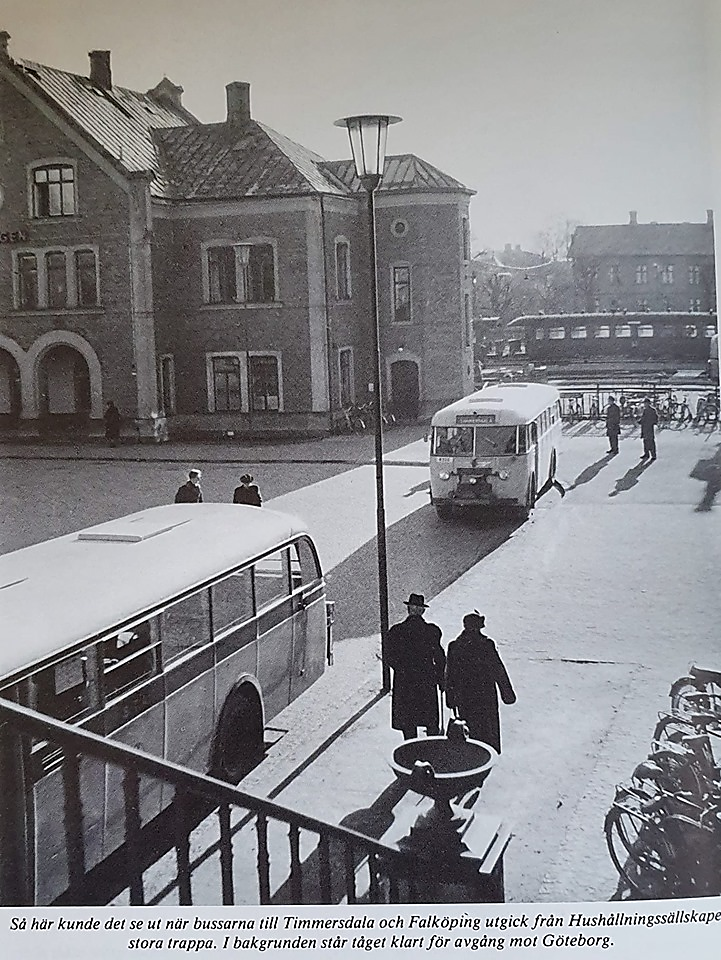 GEN
Så här kunde det se ut när bussarna till Timmersdala och Falköping utgick från Hushållningssällskape
stora trappa. I bakgrunden står tåget klart för avgång mot Göteborg.